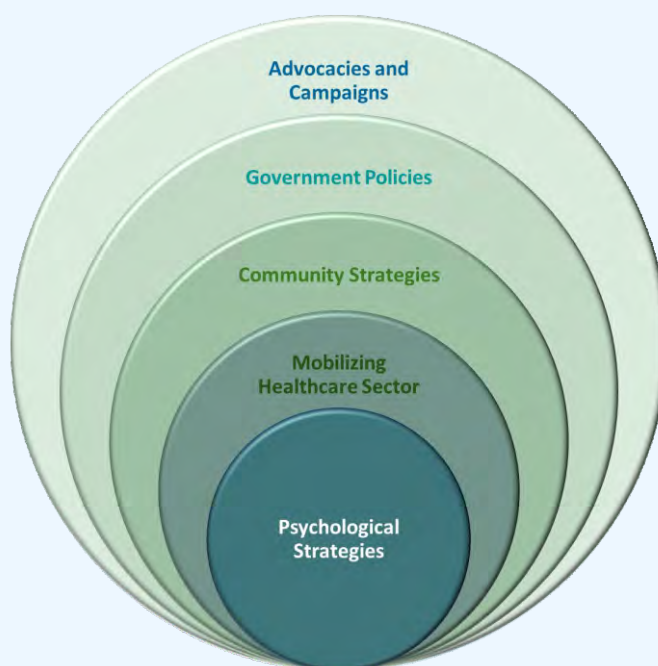 Advocacies and
Campaigns
Government Policies
Community Strategies
Mobilizing
Healthcare Sector
Psychological
Strategies